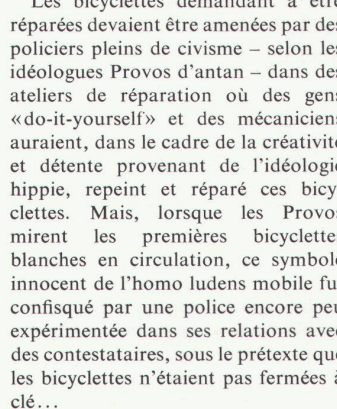 Les bicyclettes demandant à être
réparées devaient être amenées par des
policiers pleins de civisme – selon les
idéologues Provos d'antan – dans des
ateliers de réparation où des gens
«do-it-yourself» et des mécaniciens
auraient, dans le cadre de la créativité
et détente provenant de l'idéologie
hippie, repeint et réparé ces bicy-
clettes. Mais, lorsque les Provos
mirent les premières bicyclettes
blanches en circulation, ce symbole
innocent de l'homo ludens mobile fut
confisqué par une police encore peu
expérimentée dans ses relations avec
des contestataires, sous le prétexte que
les bicyclettes n'étaient pas fermées à
clé...